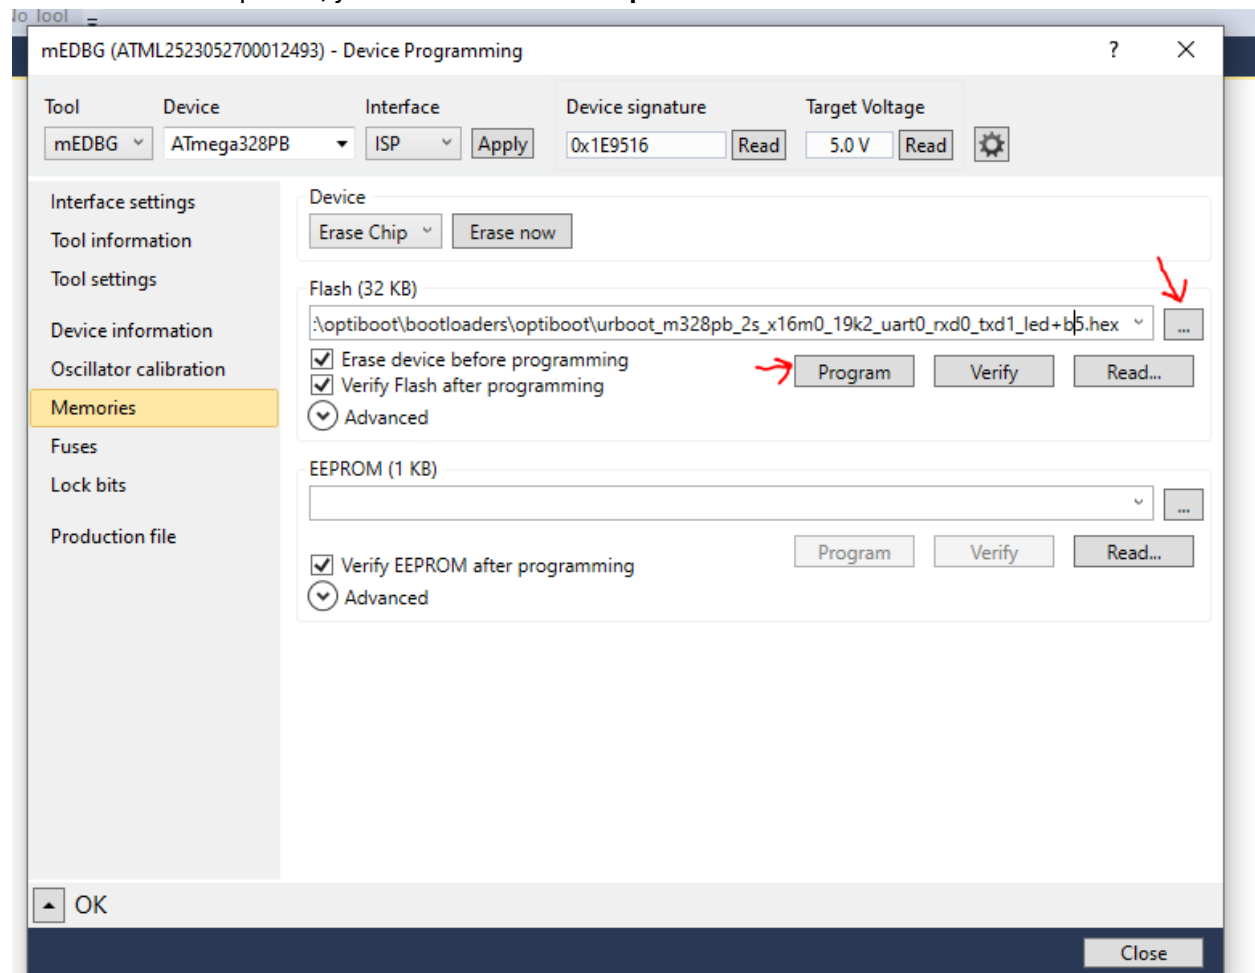 No Tool
mEDBG (ATML2523052700012493) - Device Programming ? ×
Tool Device Interface Device signature Target Voltage
mEDBG ATmega328PB ISP Apply 0x1E9516 Read 5.0 V Read
Interface settings
Tool information
Tool settings
Device information
Oscillator calibration
Memories
Fuses
Lock bits
Production file
Device
Erase Chip Erase now
Flash (32 KB)
:\optiboot\bootloaders\optiboot\urboot_m328pb_2s_x16m0_19k2_uart0_rxd0_txd1_led+b5.hex ...
Erase device before programming
Verify Flash after programming
Program Verify Read...
Advanced
EEPROM (1 KB)
...
Program Verify Read...
Verify EEPROM after programming
Advanced
OK
Close